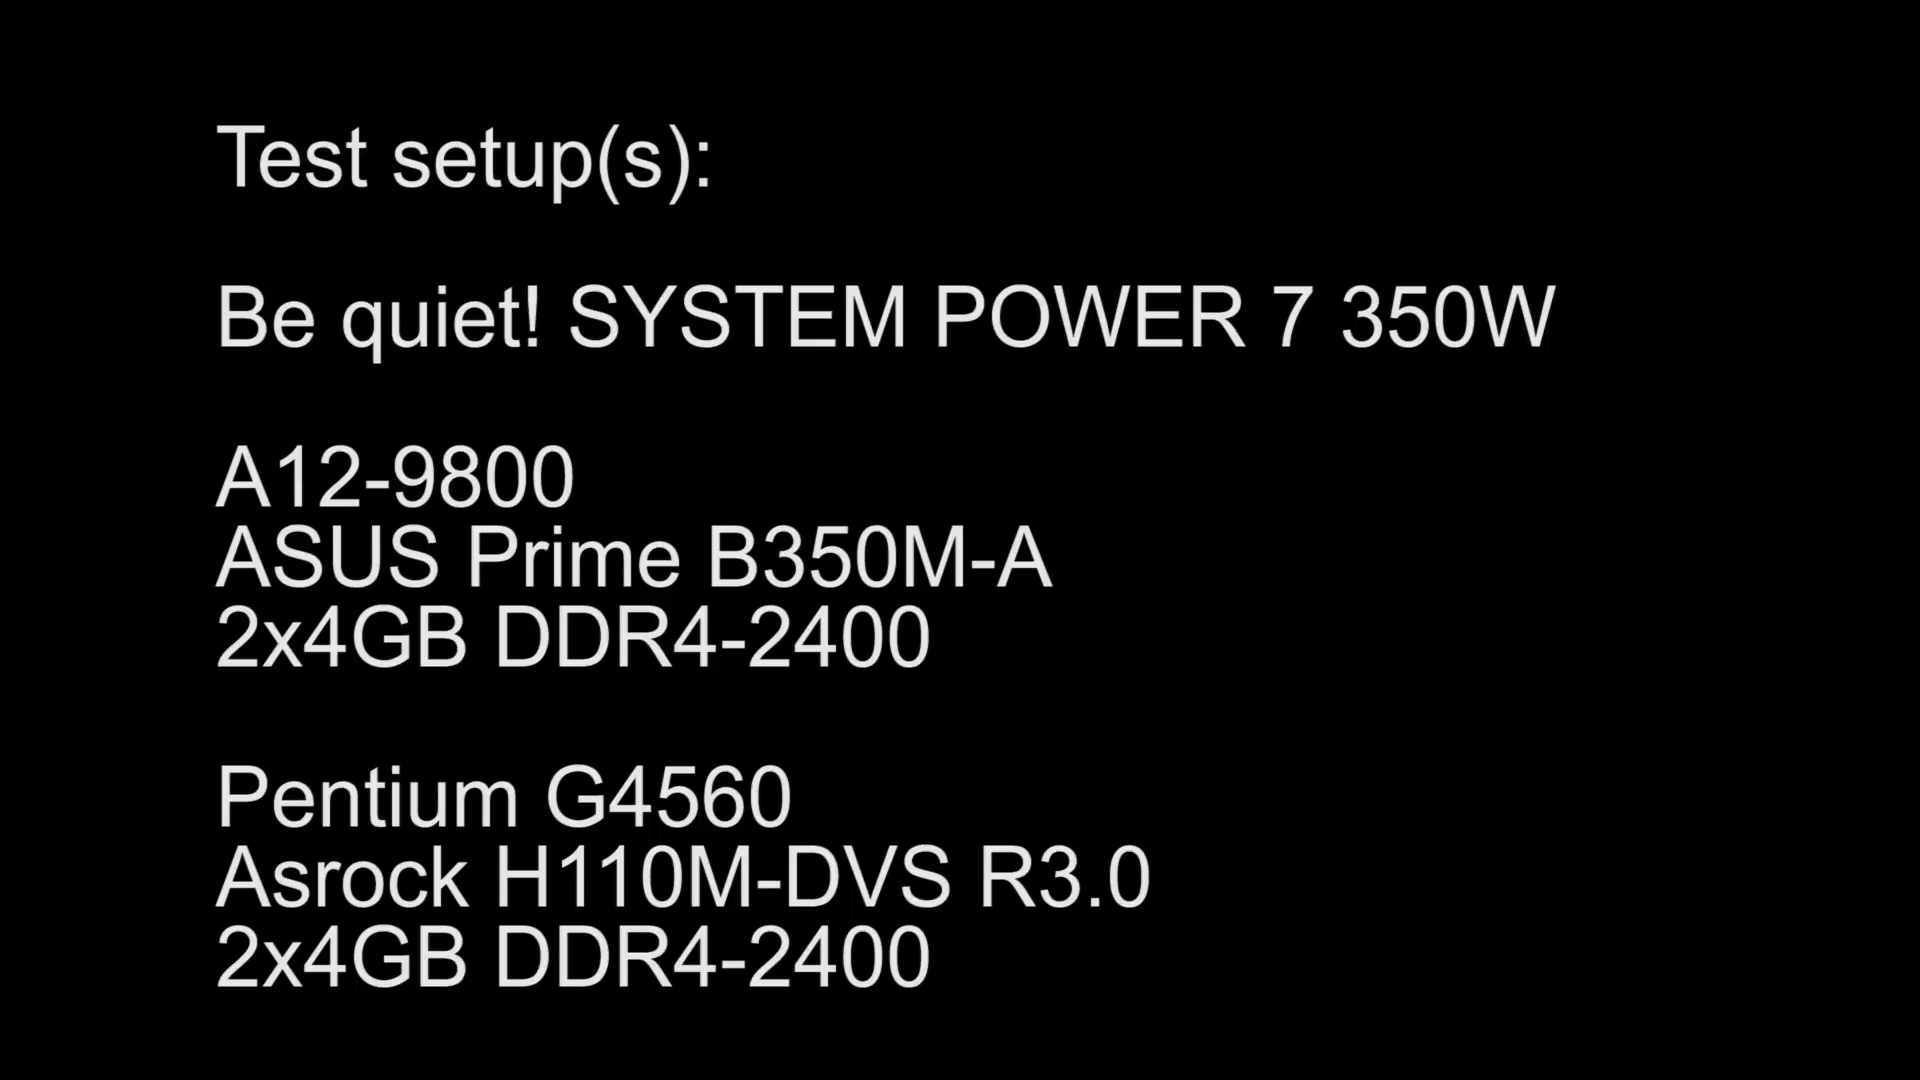 Test setup(s):
Be quiet! SYSTEM POWER 7 350W
A12-9800
ASUS Prime B350M-A
2x4GB DDR4-2400
Pentium G4560
Asrock H110M-DVS R3.0
2x4GB DDR4-2400